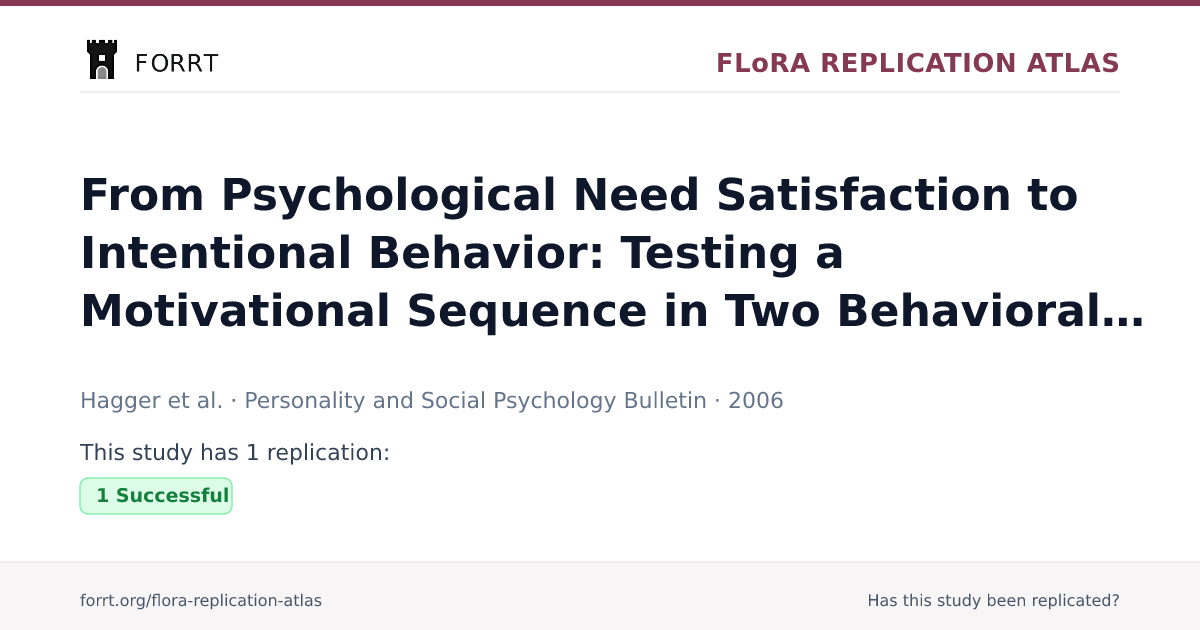 FORRT
FLoRA REPLICATION ATLAS
From Psychological Need Satisfaction to
Intentional Behavior: Testing a
Motivational Sequence in Two Behavioral…
Hagger et al. · Personality and Social Psychology Bulletin · 2006
This study has 1 replication:
1 Successful
forrt.org/flora-replication-atlas
Has this study been replicated?